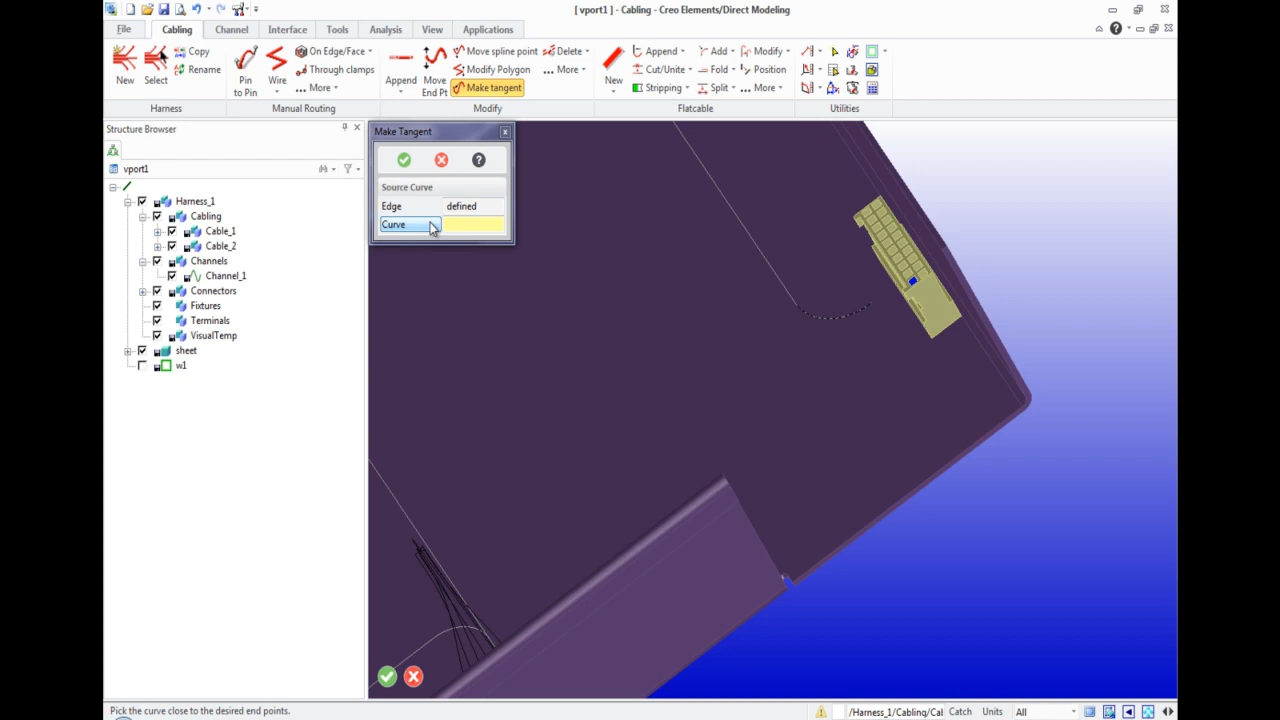 [ vport1 ] - Cabling - Creo Elements/Direct Modeling
File Cabling Channel Interface Tools Analysis View Applications
New Select Copy Rename
Harness
Pin to Pin Wire On Edge/Face Through clamps ... More
Manual Routing
Append Move End Pt Move spline point Modify Polygon Make tangent Delete ... More
Modify
New Append Cut/Unite Stripping Add Fold Split Modify Position ... More
Flatcable
Utilities
Structure Browser
vport1
Harness_1
Cabling
Cable_1
Cable_2
Channels
Channel_1
Connectors
Fixtures
Terminals
VisualTemp
sheet
w1
Make Tangent
Source Curve
Edge defined
Curve
Pick the curve close to the desired end points.
/Harness_1/Cabling/Cal Catch Units All